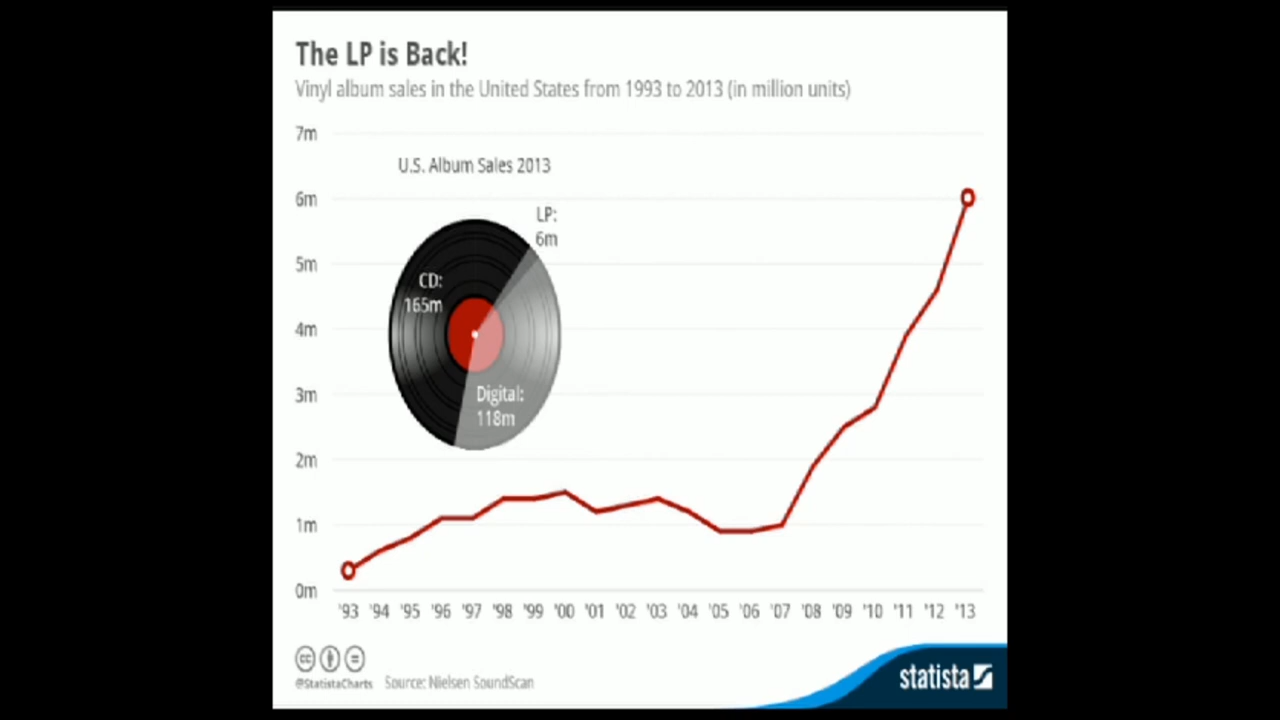 The LP is Back!
Vinyl album sales in the United States from 1993 to 2013 (in million units)
7m
U.S. Album Sales 2013
6m
LP:
6m
5m
CD:
165m
4m
3m
Digital:
118m
2m
1m
0m
'93 '94 '95 '96 '97 '98 '99 '00 '01 '02 '03 '04 '05 '06 '07 '08 '09 '10 '11 '12 '13
cc
@StatistaCharts Source: Nielsen SoundScan
statista